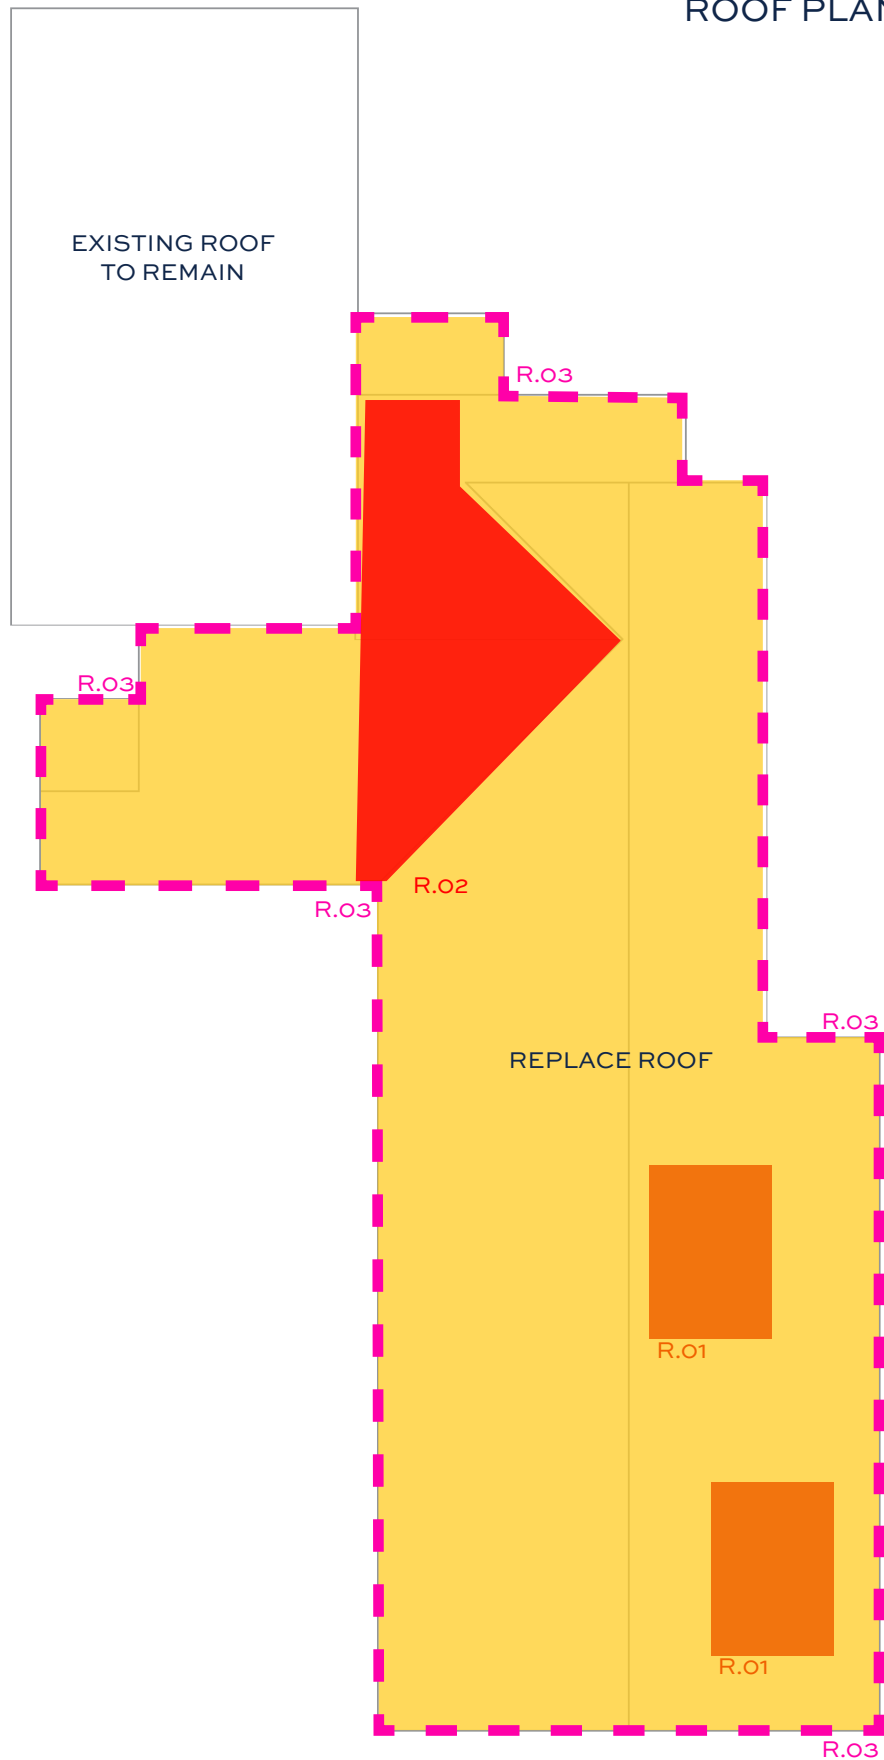 ROOF PLAN
EXISTING ROOF
TO REMAIN
R.03
R.03
R.02
R.03
R.03
REPLACE ROOF
R.01
R.01
R.03